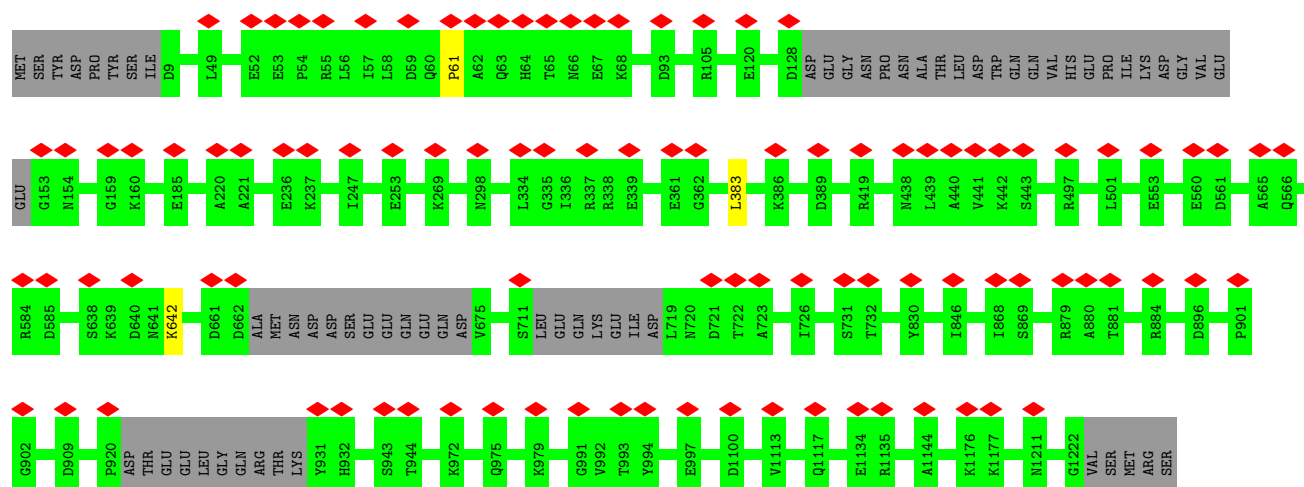 MET SER TYR ASP PRO TYR SER ILE D9 L49 E52 E53 P54 R55 L56 I57 L58 D59 Q60 P61 A62 Q63 H64 T65 N66 E67 K68 D93 R105 E120 D128 ASP GLU GLY ASN PRO ASN ALA THR LEU ASP TRP GLN GLN VAL HIS GLU PRO ILE LYS ASP GLY VAL GLU
GLU G153 N154 G159 K160 E185 A220 A221 E236 K237 I247 E253 K269 N298 L334 G335 I336 R337 R338 E339 E361 G362 L383 K386 D389 R419 N438 L439 A440 V441 K442 S443 R497 L501 E553 E560 D561 A565 Q566
R584 D585 S638 K639 D640 N641 K642 D661 D662 ALA MET ASN ASP ASP SER GLU GLU GLN GLU GLN ASP V675 S711 LEU GLU GLN LYS GLU ILE ASP L719 N720 D721 T722 A723 I726 S731 T732 Y830 I846 I868 S869 R879 A880 T881 R884 D896 P901
G902 D909 P920 ASP THR GLU GLU LEU GLY GLN ARG THR LYS Y931 H932 S943 T944 K972 Q975 K979 G991 V992 T993 Y994 E997 D1100 V1113 Q1117 E1134 R1135 A1144 K1176 K1177 N1211 G1222 VAL SER MET ARG SER